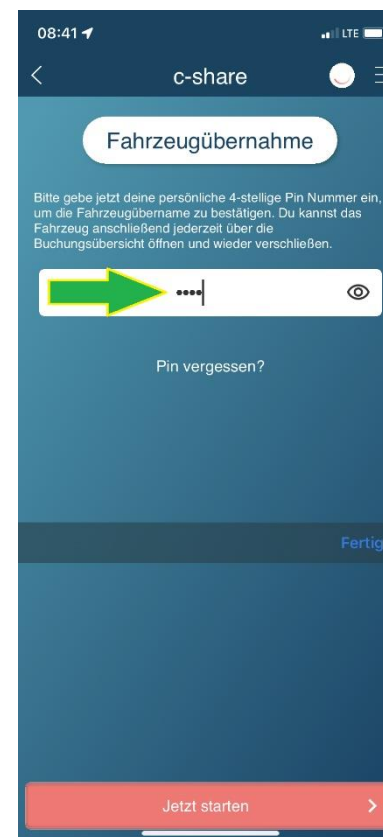 08:41
LTE
c-share
Fahrzeugübernahme
Bitte gebe jetzt deine persönliche 4-stellige Pin Nummer ein,
um die Fahrzeugübername zu bestätigen. Du kannst das
Fahrzeug anschließend jederzeit über die
Buchungsübersicht öffnen und wieder verschließen.
••••
Pin vergessen?
Fertig
Jetzt starten